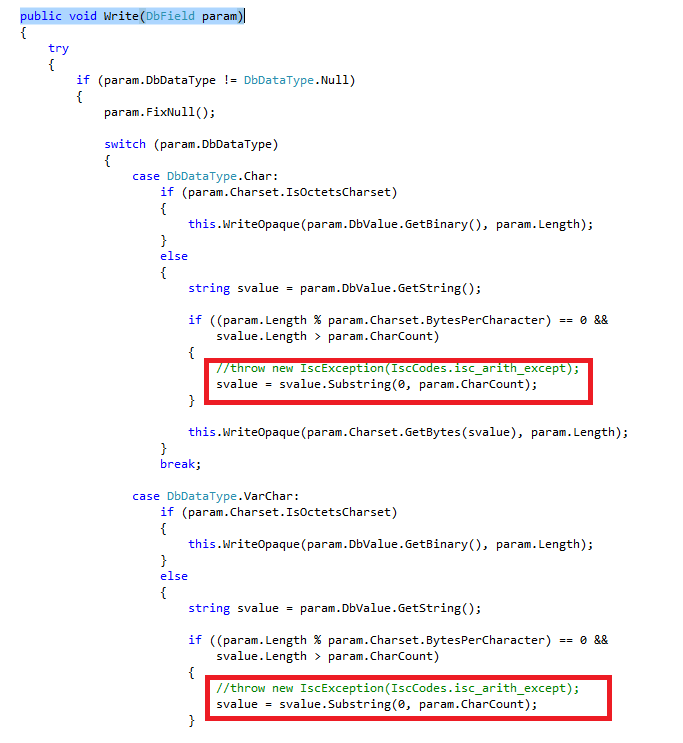 public void Write(DbField param)
{
try
{
if (param.DbDataType != DbDataType.Null)
{
param.FixNull();
switch (param.DbDataType)
{
case DbDataType.Char:
if (param.Charset.IsOctetsCharset)
{
this.WriteOpaque(param.DbValue.GetBinary(), param.Length);
}
else
{
string svalue = param.DbValue.GetString();
if ((param.Length % param.Charset.BytesPerCharacter) == 0 &&
svalue.Length > param.CharCount)
{
//throw new IscException(IscCodes.isc_arith_except);
svalue = svalue.Substring(0, param.CharCount);
}
this.WriteOpaque(param.Charset.GetBytes(svalue), param.Length);
}
break;
case DbDataType.VarChar:
if (param.Charset.IsOctetsCharset)
{
this.WriteOpaque(param.DbValue.GetBinary(), param.Length);
}
else
{
string svalue = param.DbValue.GetString();
if ((param.Length % param.Charset.BytesPerCharacter) == 0 &&
svalue.Length > param.CharCount)
{
//throw new IscException(IscCodes.isc_arith_except);
svalue = svalue.Substring(0, param.CharCount);
}